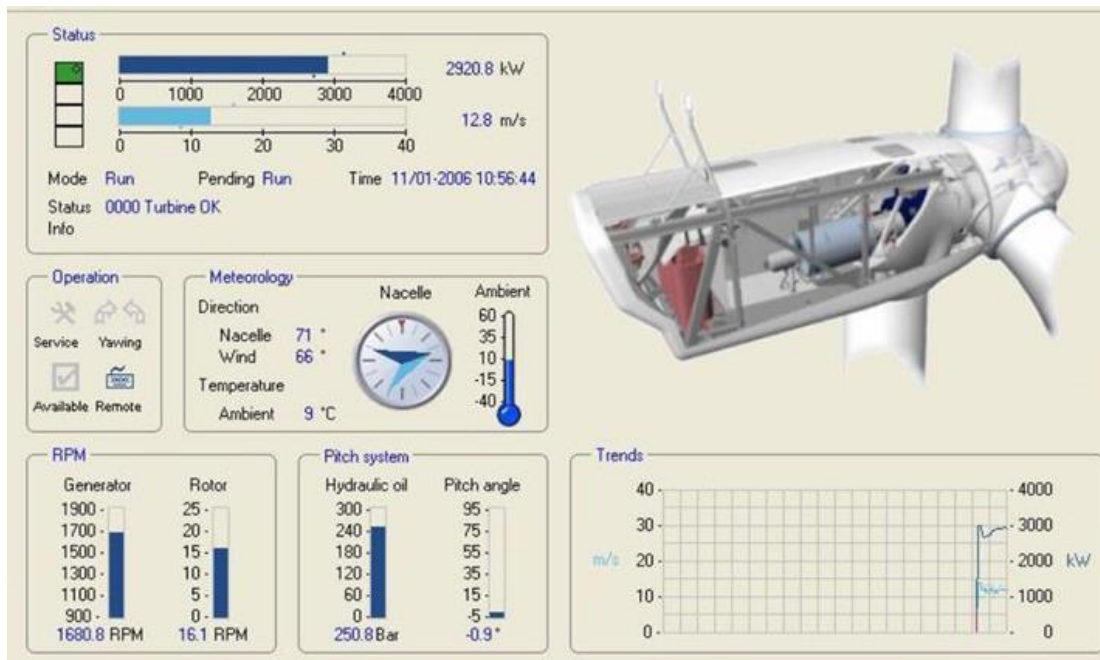 Status
2920.8 kW
0 1000 2000 3000 4000
12.8 m/s
0 10 20 30 40
Mode Run Pending Run Time 11/01-2006 10:56:44
Status 0000 Turbine OK
Info
Operation
Service Yawing
Available Remote
Meteorology
Direction
Nacelle 71 °
Wind 66 °
Temperature
Ambient 9 °C
Nacelle
Ambient
60
35
10
-15
-40
RPM
Generator
1900
1700
1500
1300
1100
900
1680.8 RPM
Rotor
25
20
15
10
5
0
16.1 RPM
Pitch system
Hydraulic oil
300
240
180
120
60
0
250.8 Bar
Pitch angle
95
75
55
35
15
-5
-0.9 °
Trends
40
30
20
10
0
m/s
4000
3000
2000
1000
0
kW